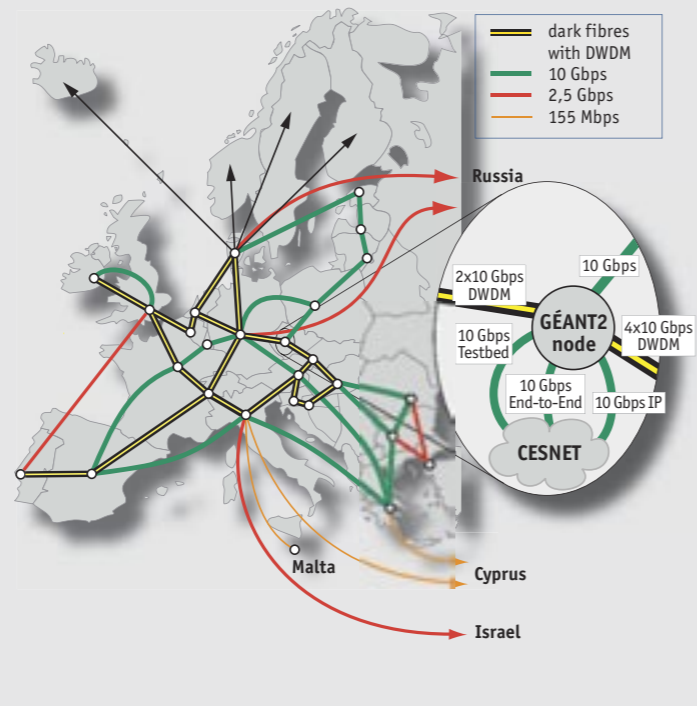 dark fibres
with DWDM
10 Gbps
2,5 Gbps
155 Mbps
Russia
10 Gbps
2x10 Gbps
DWDM
GÉANT2
node
4x10 Gbps
DWDM
10 Gbps
Testbed
10 Gbps
End-to-End
10 Gbps IP
CESNET
Malta
Cyprus
Israel